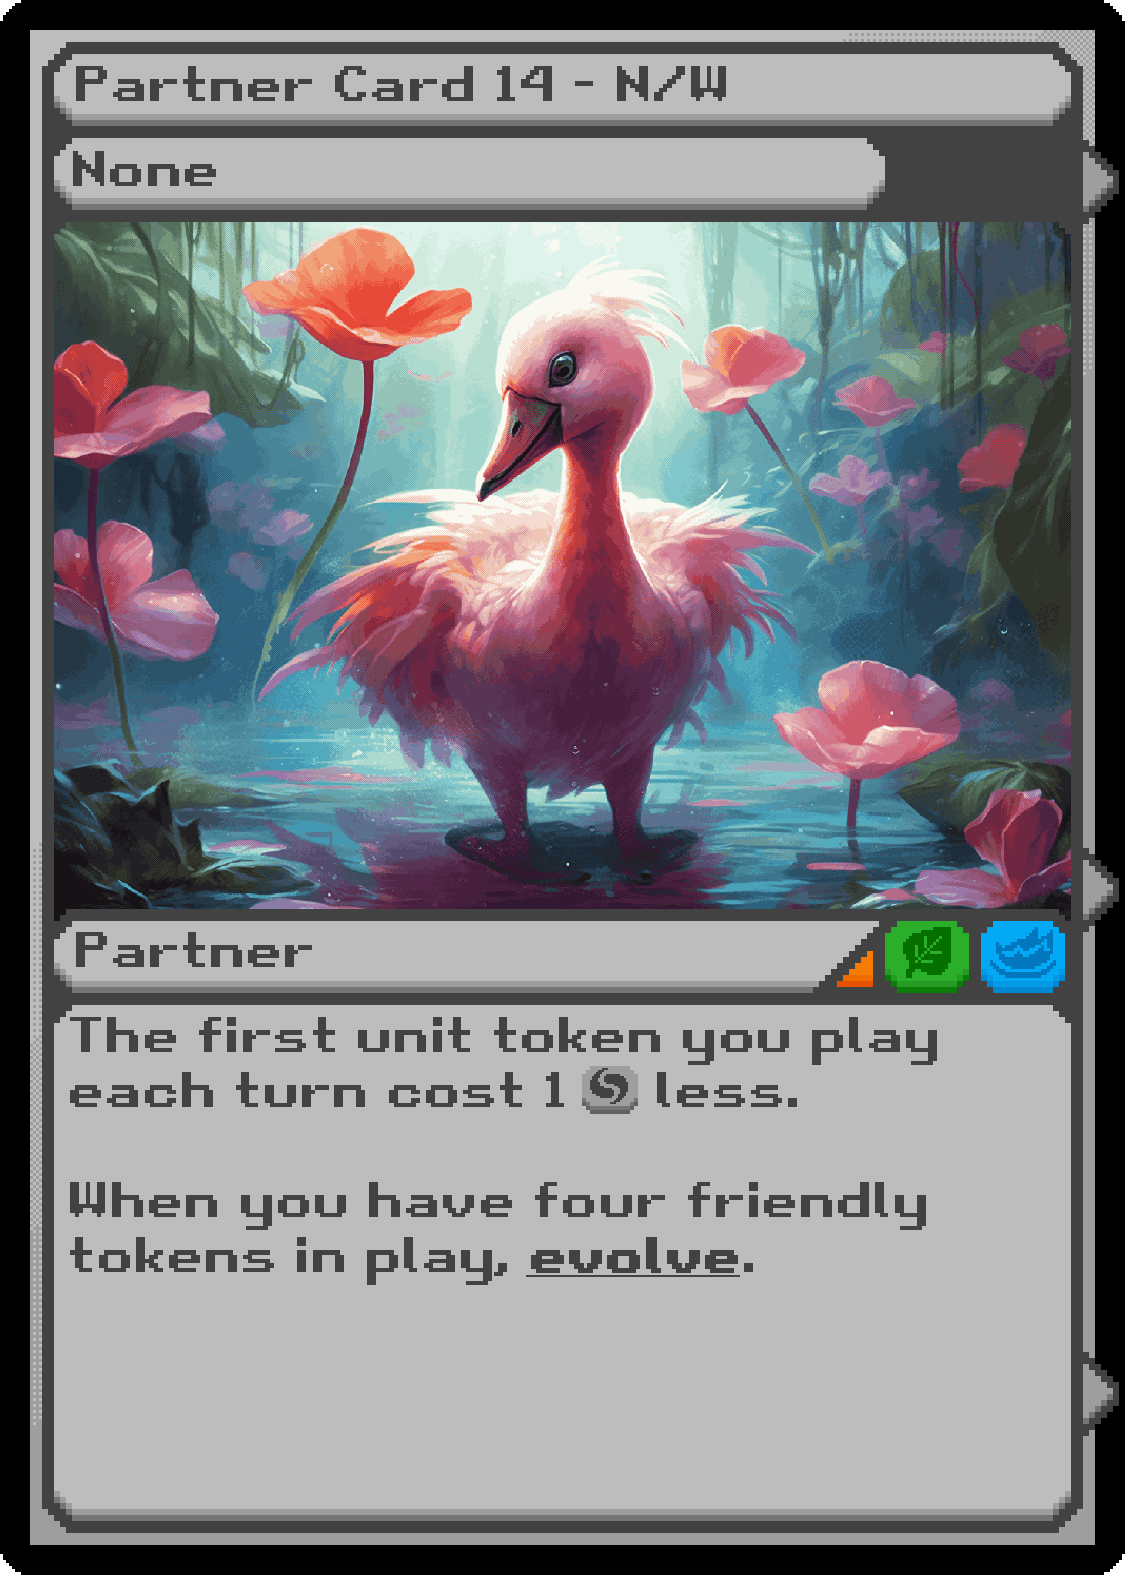 Partner Card 14 - N/W
None
Partner
The first unit token you play
each turn cost 1 less.
When you have four friendly
tokens in play, evolve.